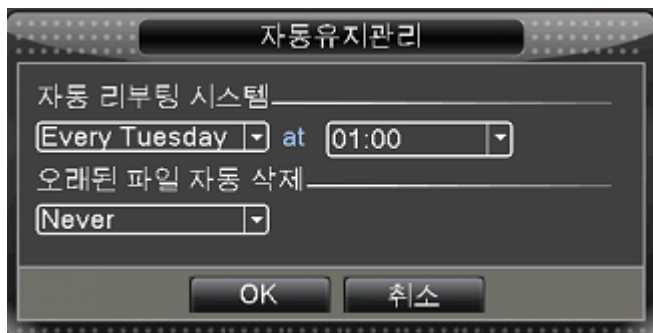 자동유지관리
자동 리부팅 시스템
Every Tuesday at 01:00
오래된 파일 자동 삭제
Never
OK 취소